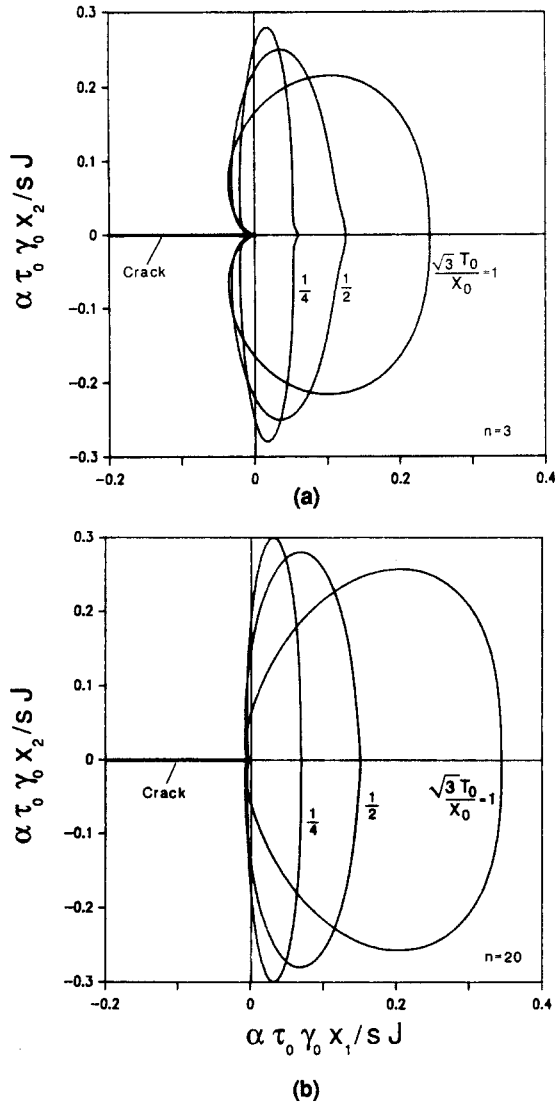 0.3
0.2
0.1
0
-0.1
-0.2
-0.3
α τ₀ γ₀ x₂/s J
Crack
1/4
1/2
√3 T₀/X₀ = 1
n=3
-0.2
0
0.2
0.4
(a)
0.3
0.2
0.1
0
-0.1
-0.2
-0.3
α τ₀ γ₀ x₂/s J
Crack
1/4
1/2
√3 T₀/X₀ = 1
n=20
-0.2
0
0.2
0.4
α τ₀ γ₀ x₁/s J
(b)